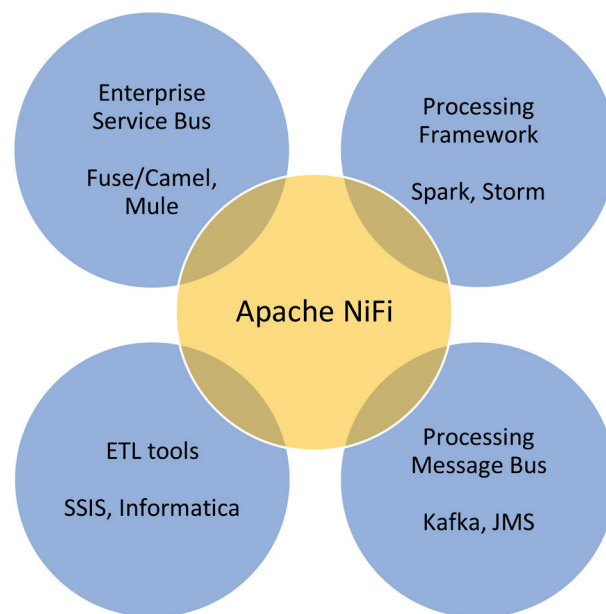 Enterprise
Service Bus
Fuse/Camel,
Mule
Processing
Framework
Spark, Storm
Apache NiFi
ETL tools
SSIS, Informatica
Processing
Message Bus
Kafka, JMS